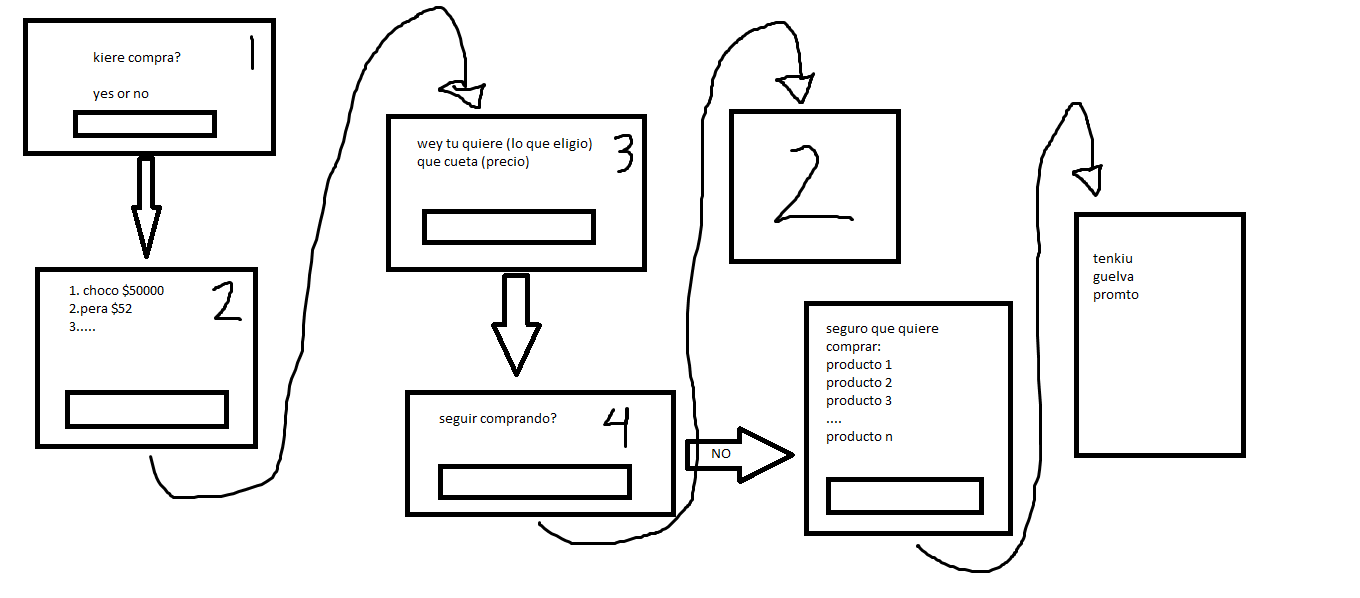 kiere compra?
1
yes or no
1. choco $50000
2.pera $52
3.....
2
wey tu quiere (lo que eligio)
que cueta (precio)
3
seguir comprando?
4
NO
2
seguro que quiere
comprar:
producto 1
producto 2
producto 3
....
producto n
tenkiu
guelva
promto